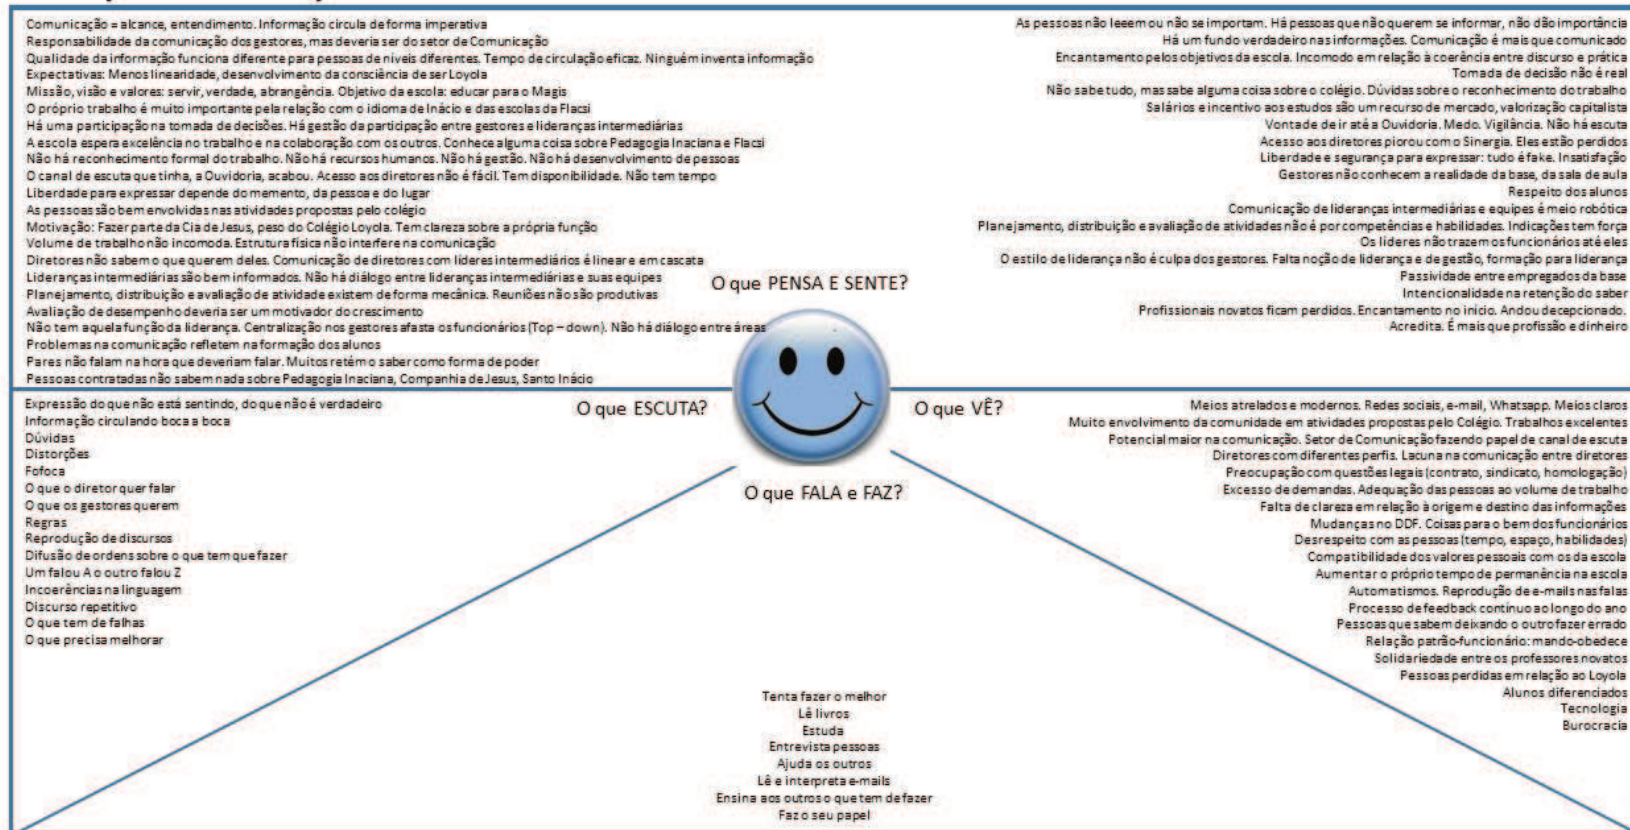 Comunicação = alcance, entendimento. Informação circula de forma imperativa
Responsabilidade da comunicação dos gestores, mas deveria ser do setor de Comunicação
Qualidade da informação funciona diferente para pessoas de níveis diferentes. Tempo de circulação eficaz. Ninguém inventa informação
Expectativas: Menos linearidade, desenvolvimento da consciência de ser Loyola
Missão, visão e valores: servir, verdade, abrangência. Objetivo da escola: educar para o Magis
O próprio trabalho é muito importante pela relação com o idioma de Inácio e das escolas da Flacsi
Há uma participação na tomada de decisões. Há gestão da participação entre gestores e lideranças intermediárias
A escola espera excelência no trabalho e na colaboração com os outros. Conhece alguma coisa sobre Pedagogia Inaciana e Flacsi
Não há reconhecimento formal do trabalho. Não há recursos humanos. Não há gestão. Não há desenvolvimento de pessoas
O canal de escuta que tinha, a Ouvidoria, acabou. Acesso aos diretores não é fácil. Tem disponibilidade. Não tem tempo
Liberdade para expressar depende do memento, da pessoa e do lugar
As pessoas são bem envolvidas nas atividades propostas pelo colégio
Motivação: Fazer parte da Cia de Jesus, peso do Colégio Loyola. Tem clareza sobre a própria função
Volume de trabalho não incomoda. Estrutura física não interfere na comunicação
Diretores não sabem o que querem deles. Comunicação de diretores com líderes intermediários é linear e em cascata
Lideranças intermediárias são bem informados. Não há diálogo entre lideranças intermediárias e suas equipes
Planejamento, distribuição e avaliação de atividade existem de forma mecânica. Reuniões não são produtivas
Avaliação de desempenho deveria ser um motivador do crescimento
Não tem aquela função da liderança. Centralização nos gestores afasta os funcionários (Top – down). Não há diálogo entre áreas
Problemas na comunicação refletem na formação dos alunos
Pares não falam na hora que deveriam falar. Muitos retém o saber como forma de poder
Pessoas contratadas não sabem nada sobre Pedagogia Inaciana, Companhia de Jesus, Santo Inácio
As pessoas não leeem ou não se importam. Há pessoas que não querem se informar, não dão importância
Há um fundo verdadeiro nas informações. Comunicação é mais que comunicado
Encantamento pelos objetivos da escola. Incomodo em relação à coerência entre discurso e prática
Tomada de decisão não é real
Não sabe tudo, mas sabe alguma coisa sobre o colégio. Dúvidas sobre o reconhecimento do trabalho
Salários e incentivo aos estudos são um recurso de mercado, valorização capitalista
Vontade de ir até a Ouvidoria. Medo. Vigilância. Não há escuta
Acesso aos diretores piorou com o Sinergia. Eles estão perdidos
Liberdade e segurança para expressar: tudo é fake. Insatisfação
Gestores não conhecem a realidade da base, da sala de aula
Respeito dos alunos
Comunicação de lideranças intermediárias e equipes é meio robótica
Planejamento, distribuição e avaliação de atividades não é por competências e habilidades. Indicações tem força
Os líderes não trazem os funcionários até eles
O estilo de liderança não é culpa dos gestores. Falta noção de liderança e de gestão, formação para liderança
Passividade entre empregados da base
Intencionalidade na retenção do saber
Profissionais novatos ficam perdidos. Encantamento no início. Andou decepcionado.
Acredita. É mais que profissão e dinheiro
O que PENSA E SENTE?
O que ESCUTA?
O que VÊ?
O que FALA e FAZ?
Expressão do que não está sentindo, do que não é verdadeiro
Informação circulando boca a boca
Dúvidas
Distorções
Fofoca
O que o diretor quer falar
O que os gestores querem
Regras
Reprodução de discursos
Difusão de ordens sobre o que tem que fazer
Um falou A o outro falou Z
Incoerências na linguagem
Discurso repetitivo
O que tem de falhas
O que precisa melhorar
Meios atrelados e modernos. Redes sociais, e-mail, Whatsapp. Meios claros
Muito envolvimento da comunidade em atividades propostas pelo Colégio. Trabalhos excelentes
Potencial maior na comunicação. Setor de Comunicação fazendo papel de canal de escuta
Diretores com diferentes perfis. Lacuna na comunicação entre diretores
Preocupação com questões legais (contrato, sindicato, homologação)
Excesso de demandas. Adequação das pessoas ao volume de trabalho
Falta de clareza em relação à origem e destino das informações
Mudanças no DDF. Coisas para o bem dos funcionários
Desrespeito com as pessoas (tempo, espaço, habilidades)
Compatibilidade dos valores pessoais com os da escola
Aumentar o próprio tempo de permanência na escola
Automatismos. Reprodução de e-mails nas falas
Processo de feedback contínuo ao longo do ano
Pessoas que sabem deixando o outro fazer errado
Relação patrão-funcionário: mando-obedece
Solidariedade entre os professores novatos
Pessoas perdidas em relação ao Loyola
Alunos diferenciados
Tecnologia
Burocracia
Tenta fazer o melhor
Lê livros
Estuda
Entrevista pessoas
Ajuda os outros
Lê e interpreta e-mails
Ensina aos outros o que tem de fazer
Faz o seu papel